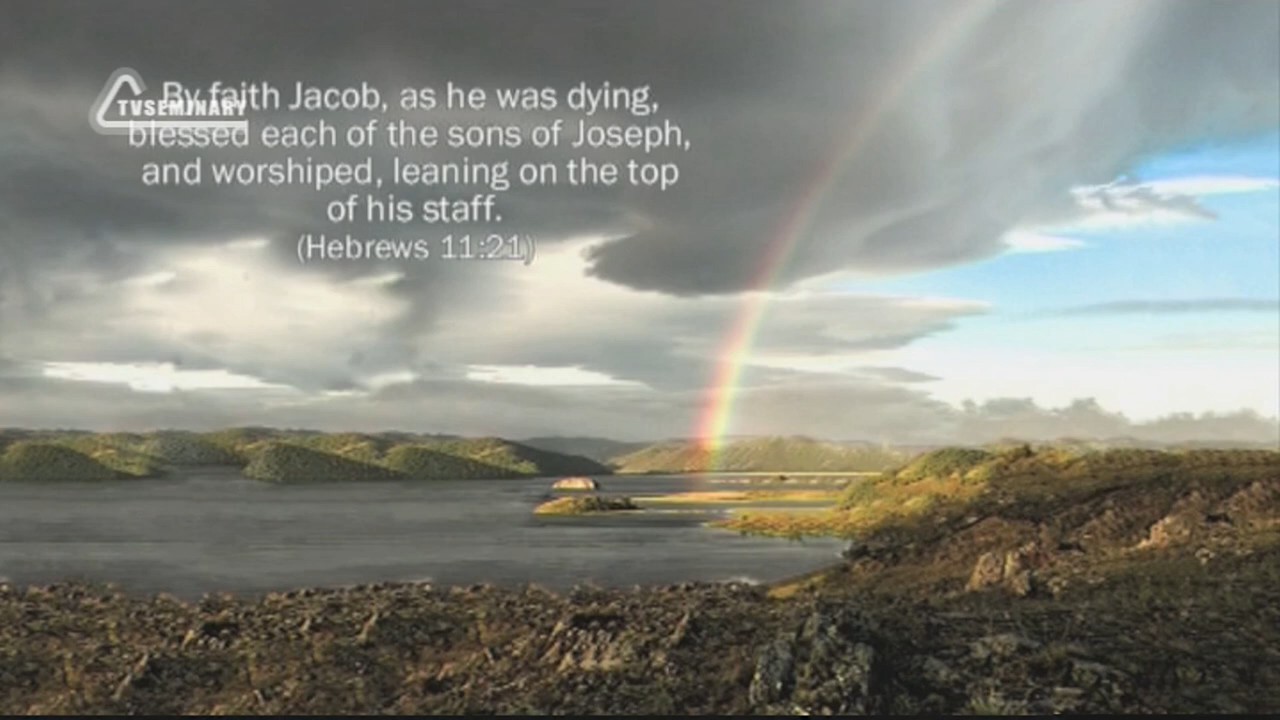 By faith Jacob, as he was dying,
TVSEMINARY
blessed each of the sons of Joseph,
and worshiped, leaning on the top
of his staff.
(Hebrews 11:21)